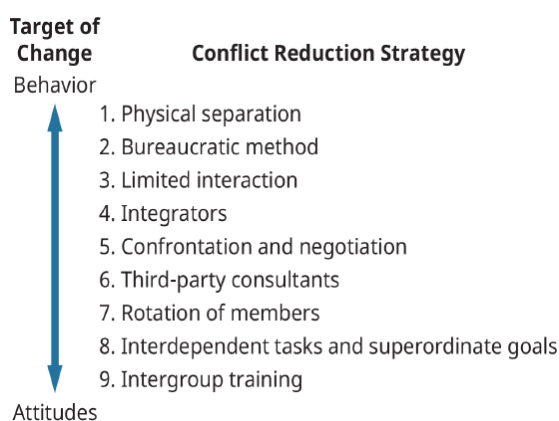 Target of
Change
Conflict Reduction Strategy
Behavior
1. Physical separation
2. Bureaucratic method
3. Limited interaction
4. Integrators
5. Confrontation and negotiation
6. Third-party consultants
7. Rotation of members
8. Interdependent tasks and superordinate goals
9. Intergroup training
Attitudes